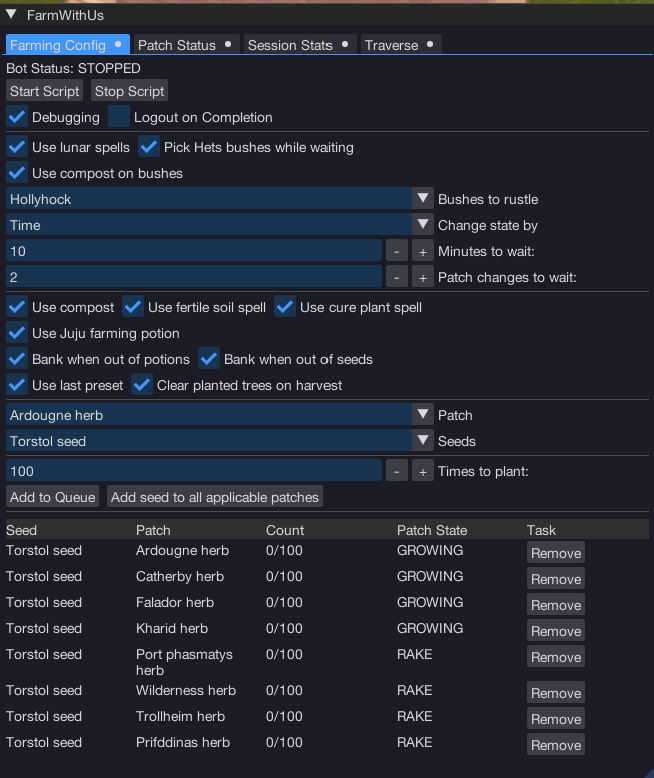 FarmWithUs
Farming Config Patch Status Session Stats Traverse
Bot Status: STOPPED
Start Script Stop Script
Debugging Logout on Completion
Use lunar spells Pick Hets bushes while waiting
Use compost on bushes
Hollyhock Bushes to rustle
Time Change state by
10 - + Minutes to wait:
2 - + Patch changes to wait:
Use compost Use fertile soil spell Use cure plant spell
Use Juju farming potion
Bank when out of potions Bank when out of seeds
Use last preset Clear planted trees on harvest
Ardougne herb Patch
Torstol seed Seeds
100 - + Times to plant:
Add to Queue Add seed to all applicable patches
Seed Patch Count Patch State Task
Torstol seed Ardougne herb 0/100 GROWING Remove
Torstol seed Catherby herb 0/100 GROWING Remove
Torstol seed Falador herb 0/100 GROWING Remove
Torstol seed Kharid herb 0/100 GROWING Remove
Torstol seed Port phasmatys 0/100 RAKE Remove
herb
Torstol seed Wilderness herb 0/100 RAKE Remove
Torstol seed Trollheim herb 0/100 RAKE Remove
Torstol seed Prifddinas herb 0/100 RAKE Remove